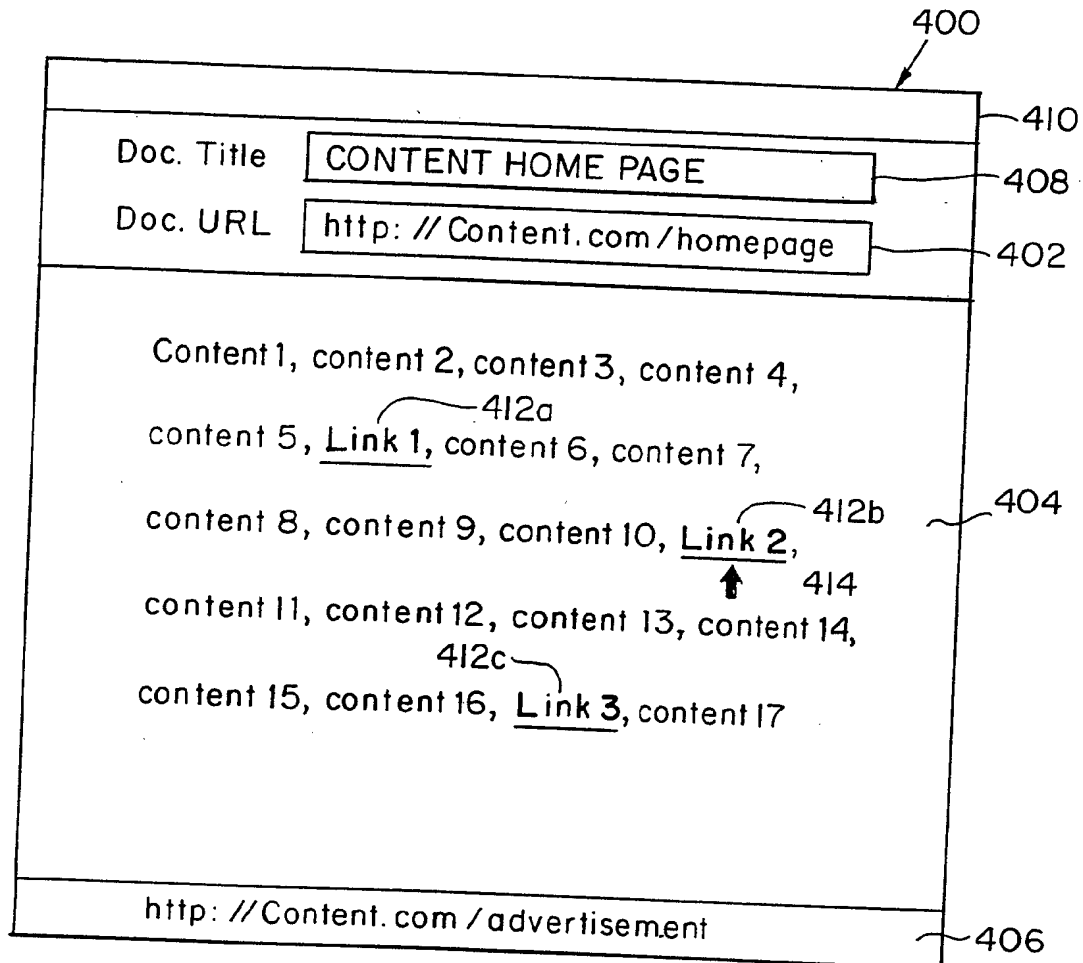 400
410
Doc. Title CONTENT HOME PAGE 408
Doc. URL http: // Content.com/homepage 402
Content 1, content 2, content 3, content 4,
412a
content 5, Link 1, content 6, content 7,
412b 404
content 8, content 9, content 10, Link 2,
414
content 11, content 12, content 13, content 14,
412c
content 15, content 16, Link 3, content 17
http: // Content.com/advertisement 406